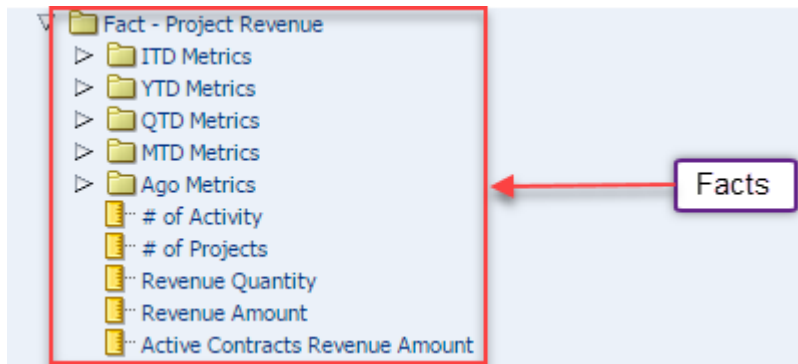 Fact - Project Revenue
ITD Metrics
YTD Metrics
QTD Metrics
MTD Metrics
Ago Metrics
Facts
# of Activity
# of Projects
Revenue Quantity
Revenue Amount
Active Contracts Revenue Amount